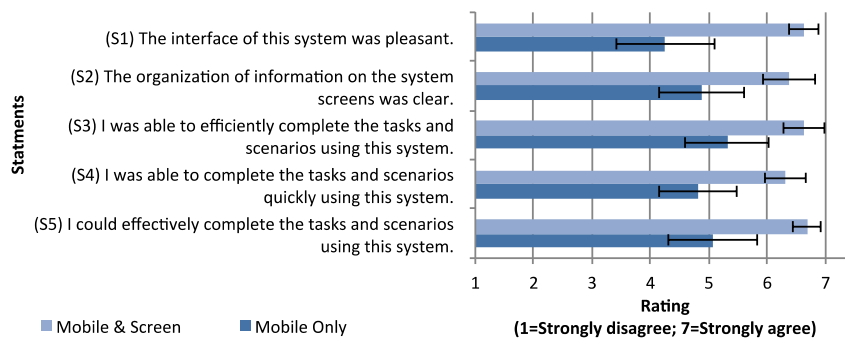 Statments
(S1) The interface of this system was pleasant.
(S2) The organization of information on the system
screens was clear.
(S3) I was able to efficiently complete the tasks and
scenarios using this system.
(S4) I was able to complete the tasks and scenarios
quickly using this system.
(S5) I could effectively complete the tasks and scenarios
using this system.
1 2 3 4 5 6 7
Rating
(1=Strongly disagree; 7=Strongly agree)
Mobile & Screen Mobile Only